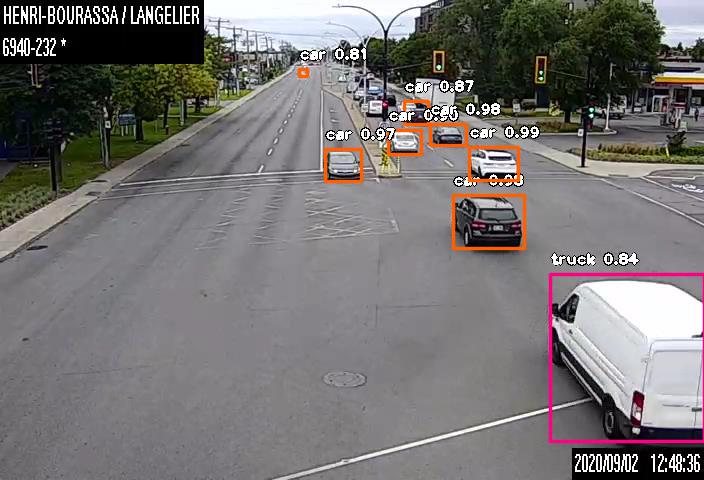 HENRI-BOURASSA / LANGELIER
6940-232 *
car 0.81
car 0.87
car 0.98
car 0.97
car 0.99
car 0.98
truck 0.84
2020/09/02 12:48:36